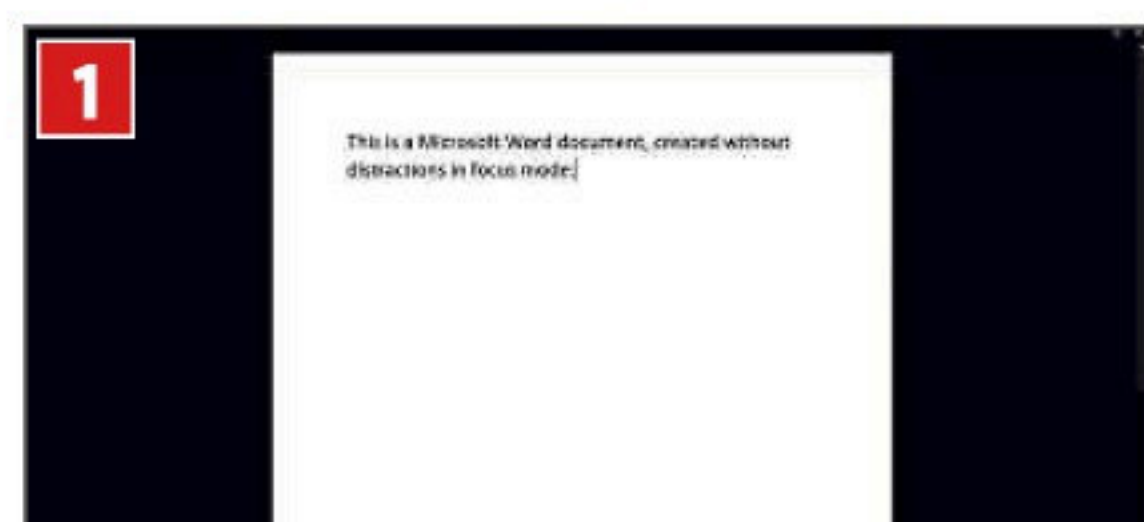 1
This is a Microsoft Word document, created without
distractions in focus mode.